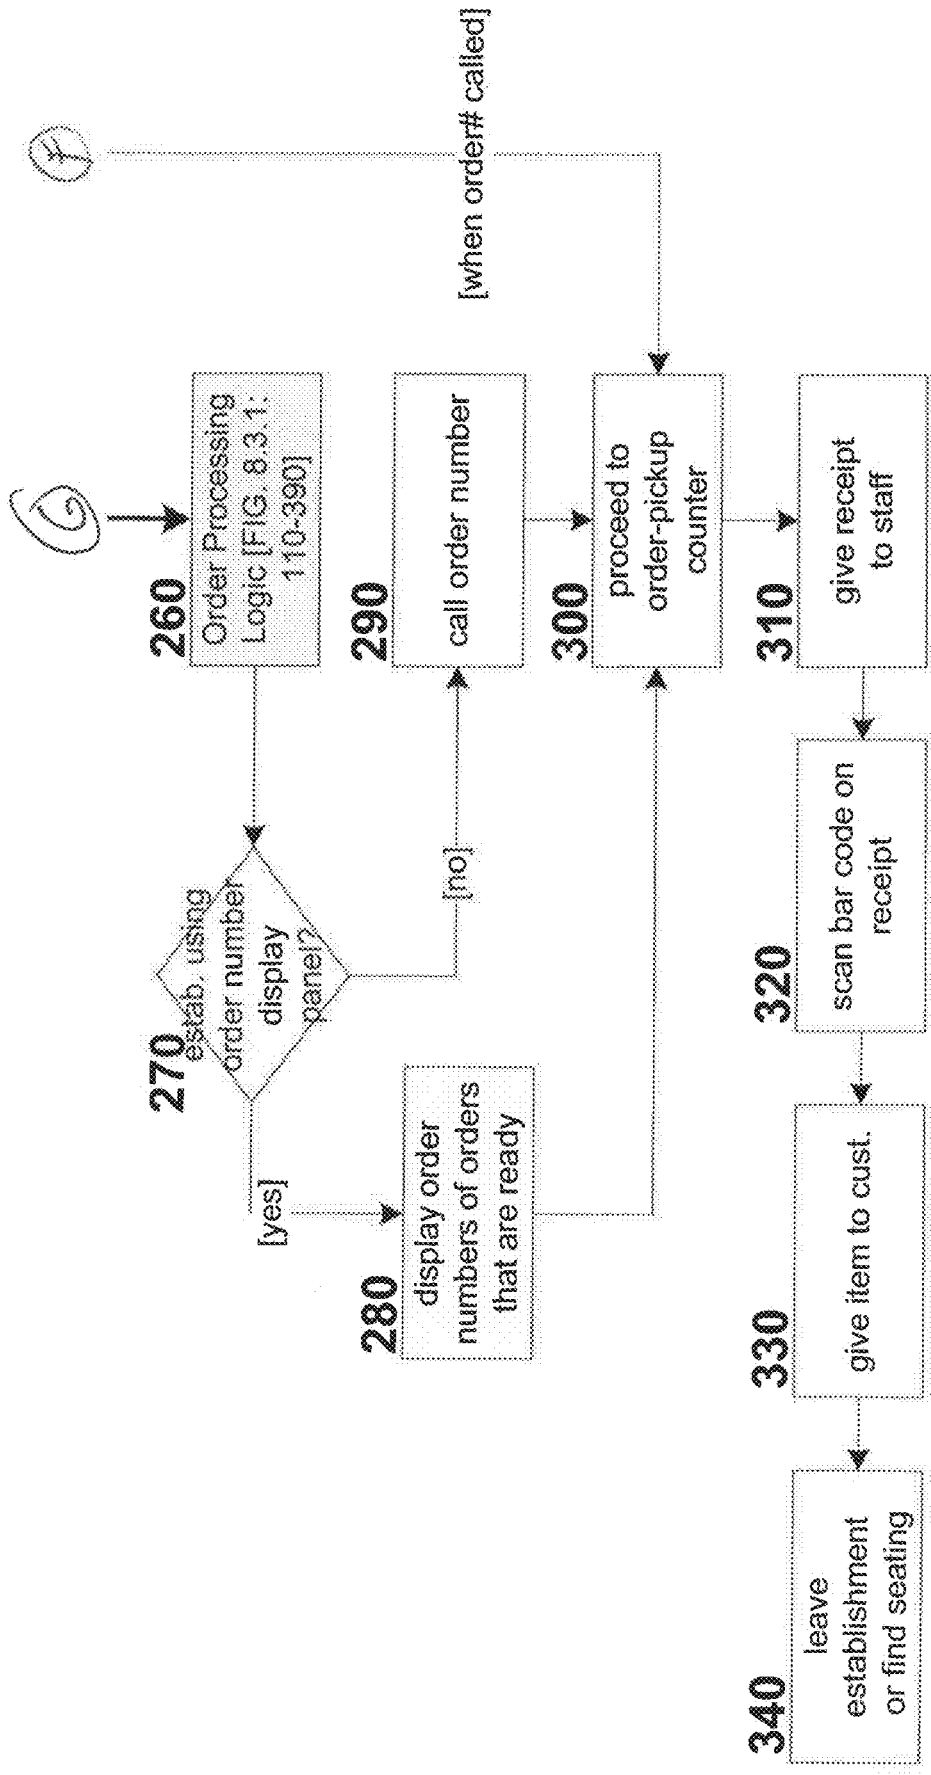 G
260
Order Processing
Logic [FIG. 8.3.1:
110-390]
270
estab. using
order number
display
panel?
[yes]
[no]
280
display order
numbers of orders
that are ready
290
call order number
[when order# called]
300
proceed to
order-pickup
counter
310
give receipt
to staff
320
scan bar code on
receipt
330
give item to cust.
340
leave
establishment
or find seating